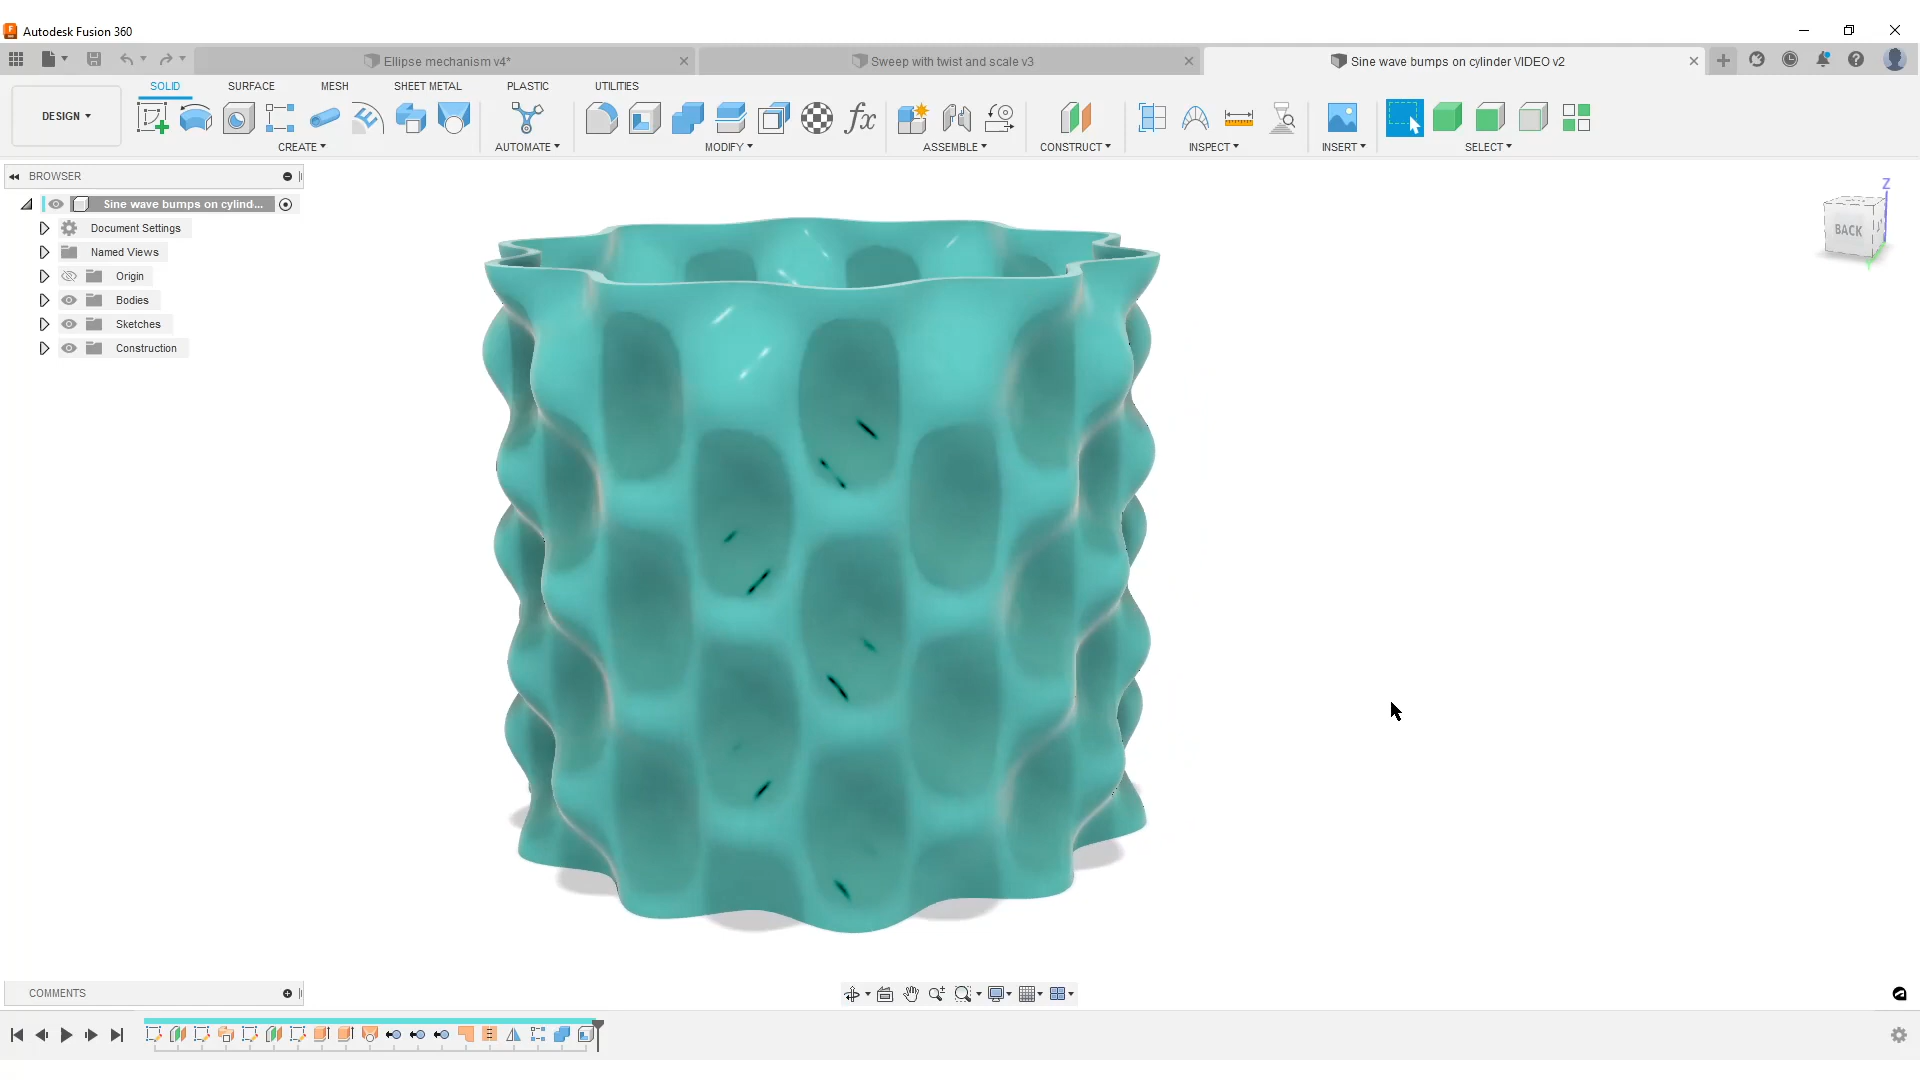 Autodesk Fusion 360
Ellipse mechanism v4*
Sweep with twist and scale v3
Sine wave bumps on cylinder VIDEO v2
SOLID
SURFACE
MESH
SHEET METAL
PLASTIC
UTILITIES
DESIGN
fx
CREATE
AUTOMATE
MODIFY
ASSEMBLE
CONSTRUCT
INSPECT
INSERT
SELECT
BROWSER
Sine wave bumps on cylind...
Document Settings
Named Views
Origin
Bodies
Sketches
Construction
Z
BACK
COMMENTS